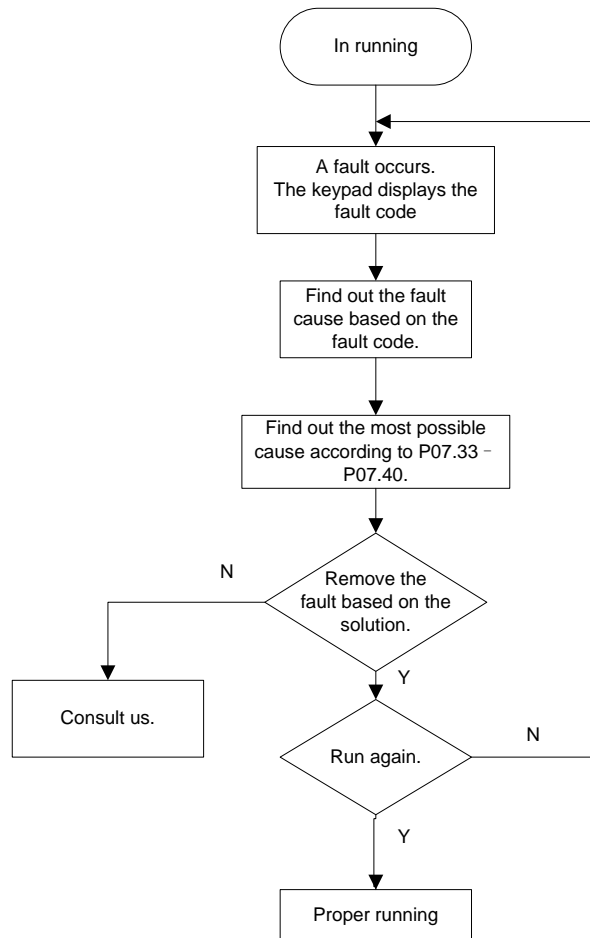 In running
A fault occurs.
The keypad displays the
fault code
Find out the fault
cause based on the
fault code.
Find out the most possible
cause according to P07.33–
P07.40.
N
Remove the
fault based on the
solution.
Y
Consult us.
N
Run again.
Y
Proper running